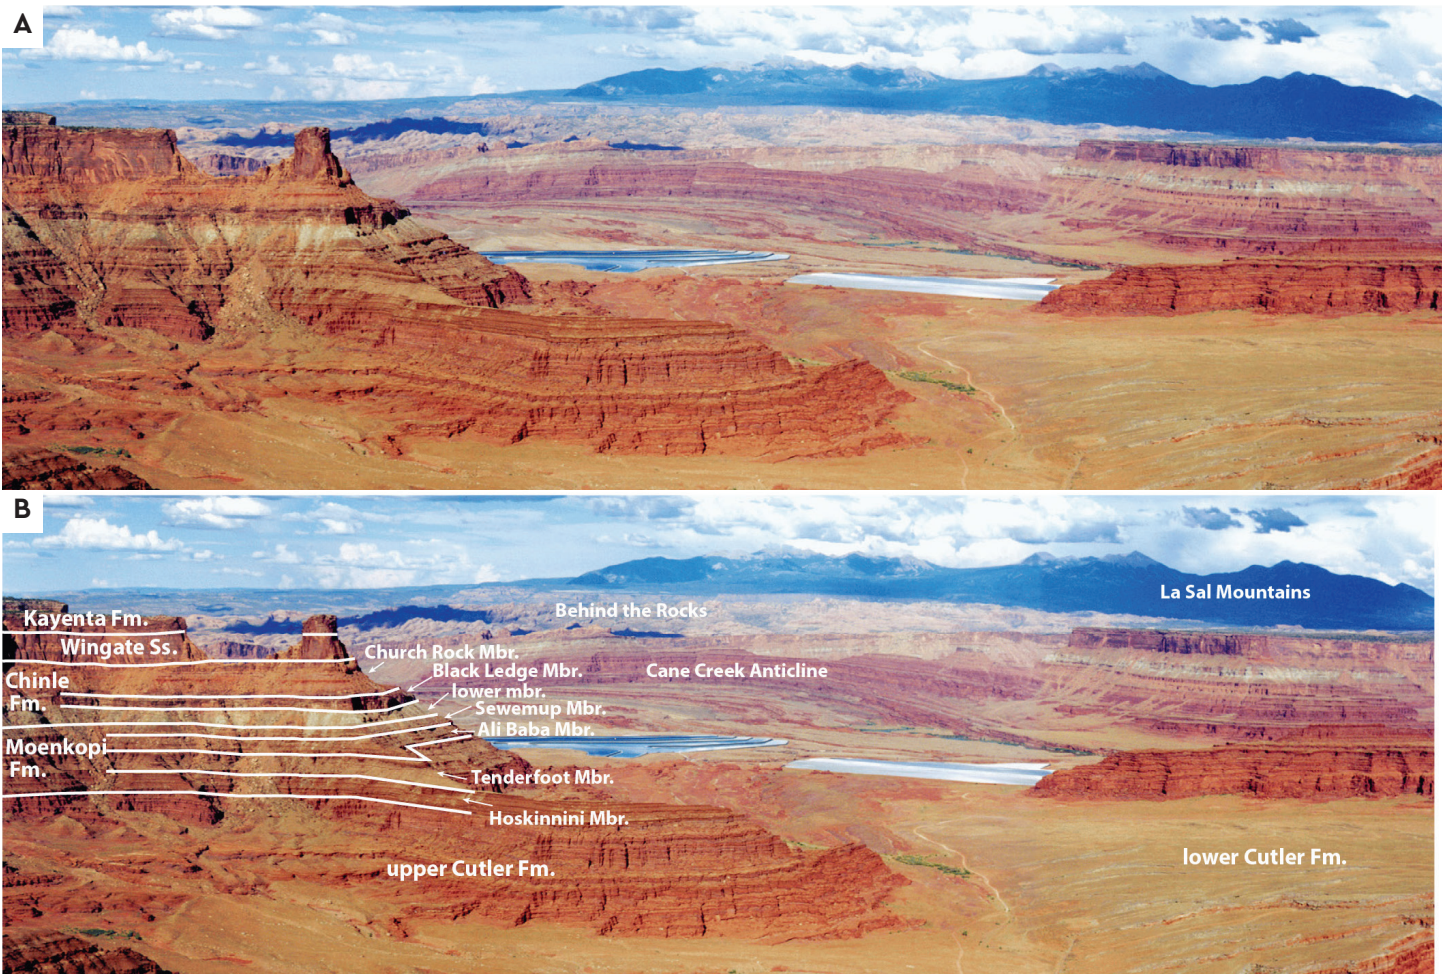 A
B
La Sal Mountains
Behind the Rocks
Kayenta Fm.
Wingate Ss.
Church Rock Mbr.
Black Ledge Mbr.
Cane Creek Anticline
Chinle
Fm.
lower mbr.
Sewemup Mbr.
Ali Baba Mbr.
Moenkopi
Fm.
Tenderfoot Mbr.
Hoskinnini Mbr.
upper Cutler Fm.
lower Cutler Fm.